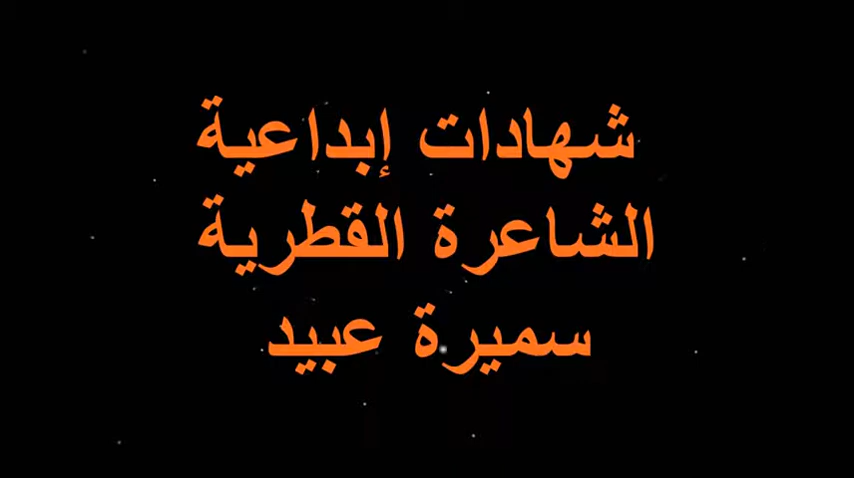 شهادات إبداعية
الشاعرة القطرية
سميرة عبيد